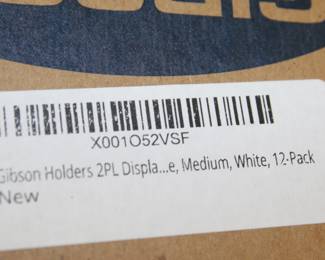 X001O52VSF
Gibson Holders 2PL Displa...e, Medium, White, 12-Pack
New